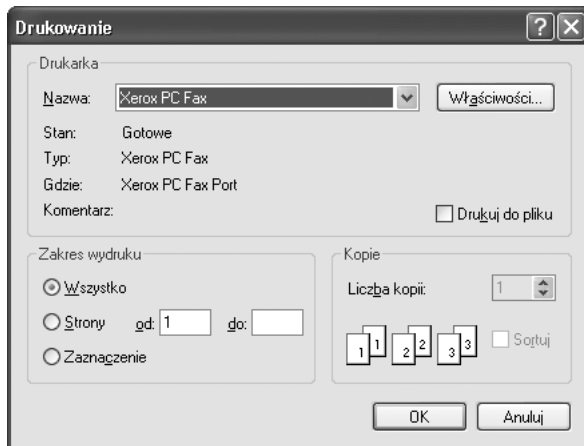 Drukowanie
Drukarka
Nazwa: Xerox PC Fax Właściwości...
Stan: Gotowe
Typ: Xerox PC Fax
Gdzie: Xerox PC Fax Port
Komentarz: Drukuj do pliku
Zakres wydruku
Wszystko
Strony od: 1 do:
Zaznaczenie
Kopie
Liczba kopii: 1
1 1 2 2 3 3 Sortuj
OK Anuluj